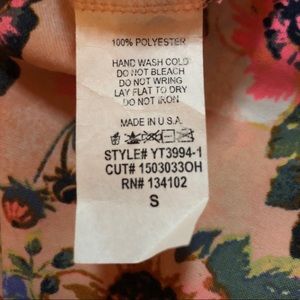 100% POLYESTER
HAND WASH COLD
DO NOT BLEACH
DO NOT WRING
LAY FLAT TO DRY
DO NOT IRON
MADE IN U.S.A.
STYLE# YT3994-1
CUT# 1503033OH
RN# 134102
S